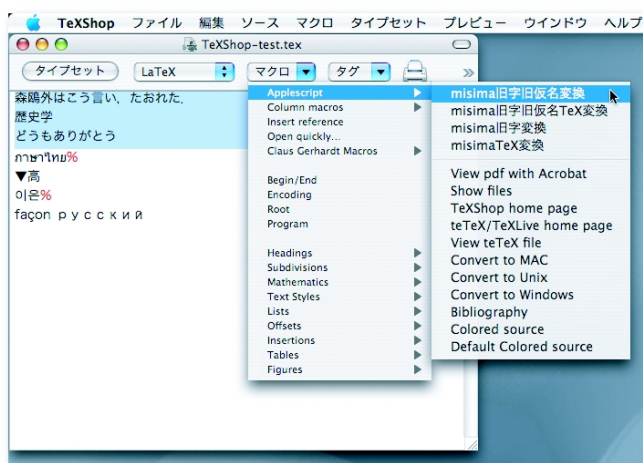 TeXShop ファイル 編集 ソース マクロ タイプセット プレビュー ウインドウ ヘルプ
TeXShop-test.tex
タイプセット LaTeX マクロ タグ
森鴎外はこう言い，たおれた．
歴史学
どうもありがとう
ภาษาไทย%
▼高
이은%
façon русский
Applescript
Column macros
Insert reference
Open quickly...
Claus Gerhardt Macros
Begin/End
Encoding
Root
Program
Headings
Subdivisions
Mathematics
Text Styles
Lists
Offsets
Insertions
Tables
Figures
misima旧字旧仮名変換
misima旧字旧仮名TeX変換
misima旧字変換
misimaTeX変換
View pdf with Acrobat
Show files
TeXShop home page
teTeX/TeXLive home page
View teTeX file
Convert to MAC
Convert to Unix
Convert to Windows
Bibliography
Colored source
Default Colored source